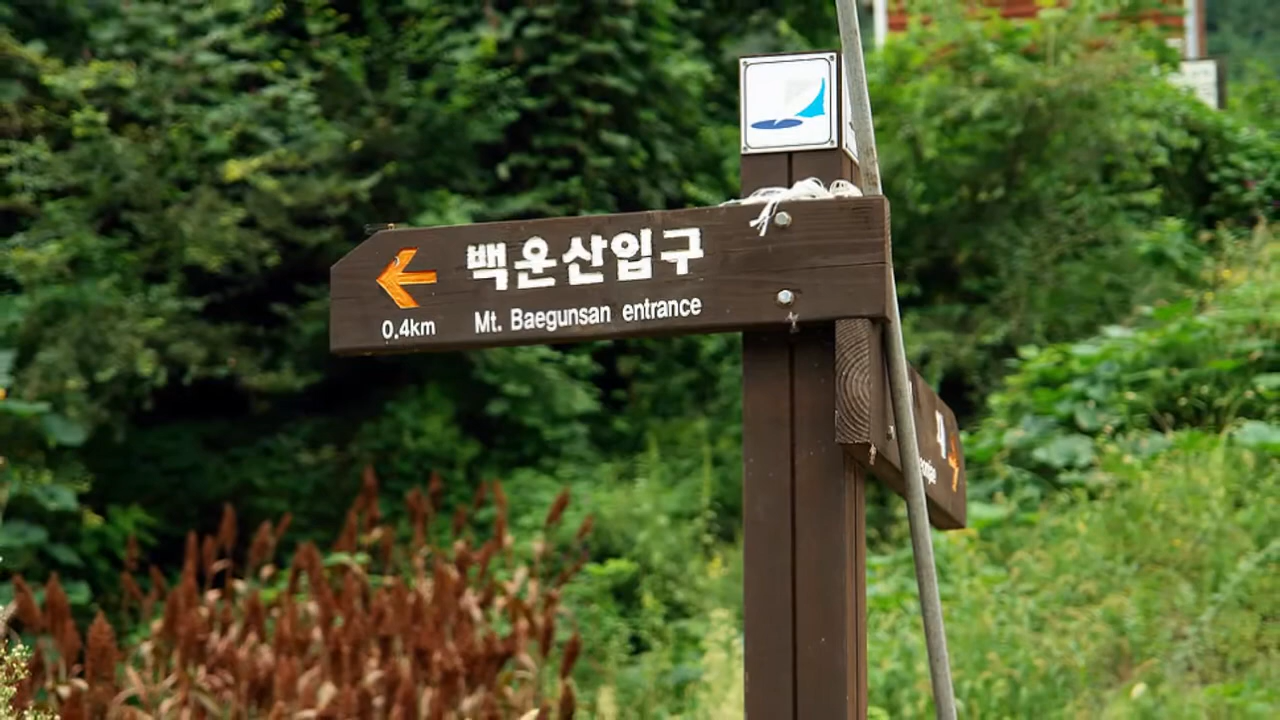 백운산입구
0.4km Mt. Baegunsan entrance